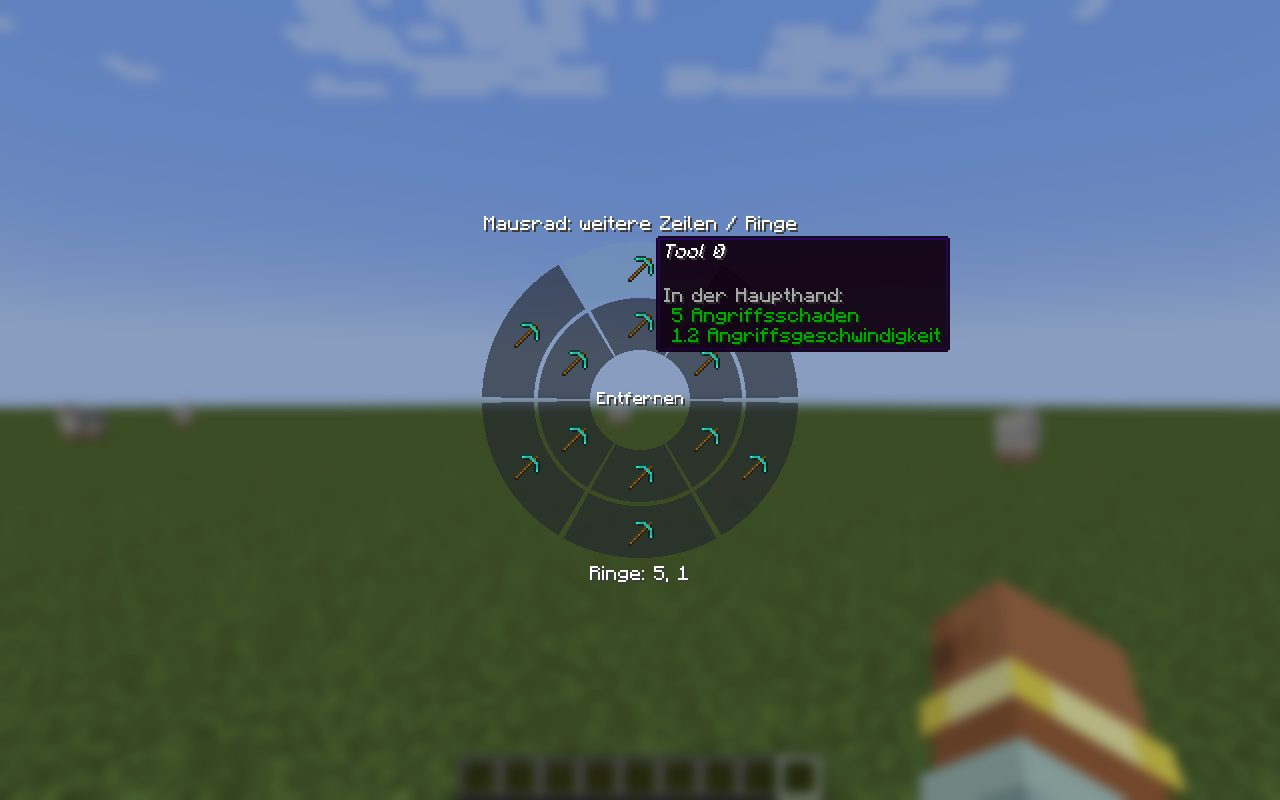 Mausrad: weitere Zeilen / Ringe
Tool 0
In der Haupthand:
5 Angriffsschaden
1.2 Angriffsgeschwindigkeit
Entfernen
Ringe: 5, 1